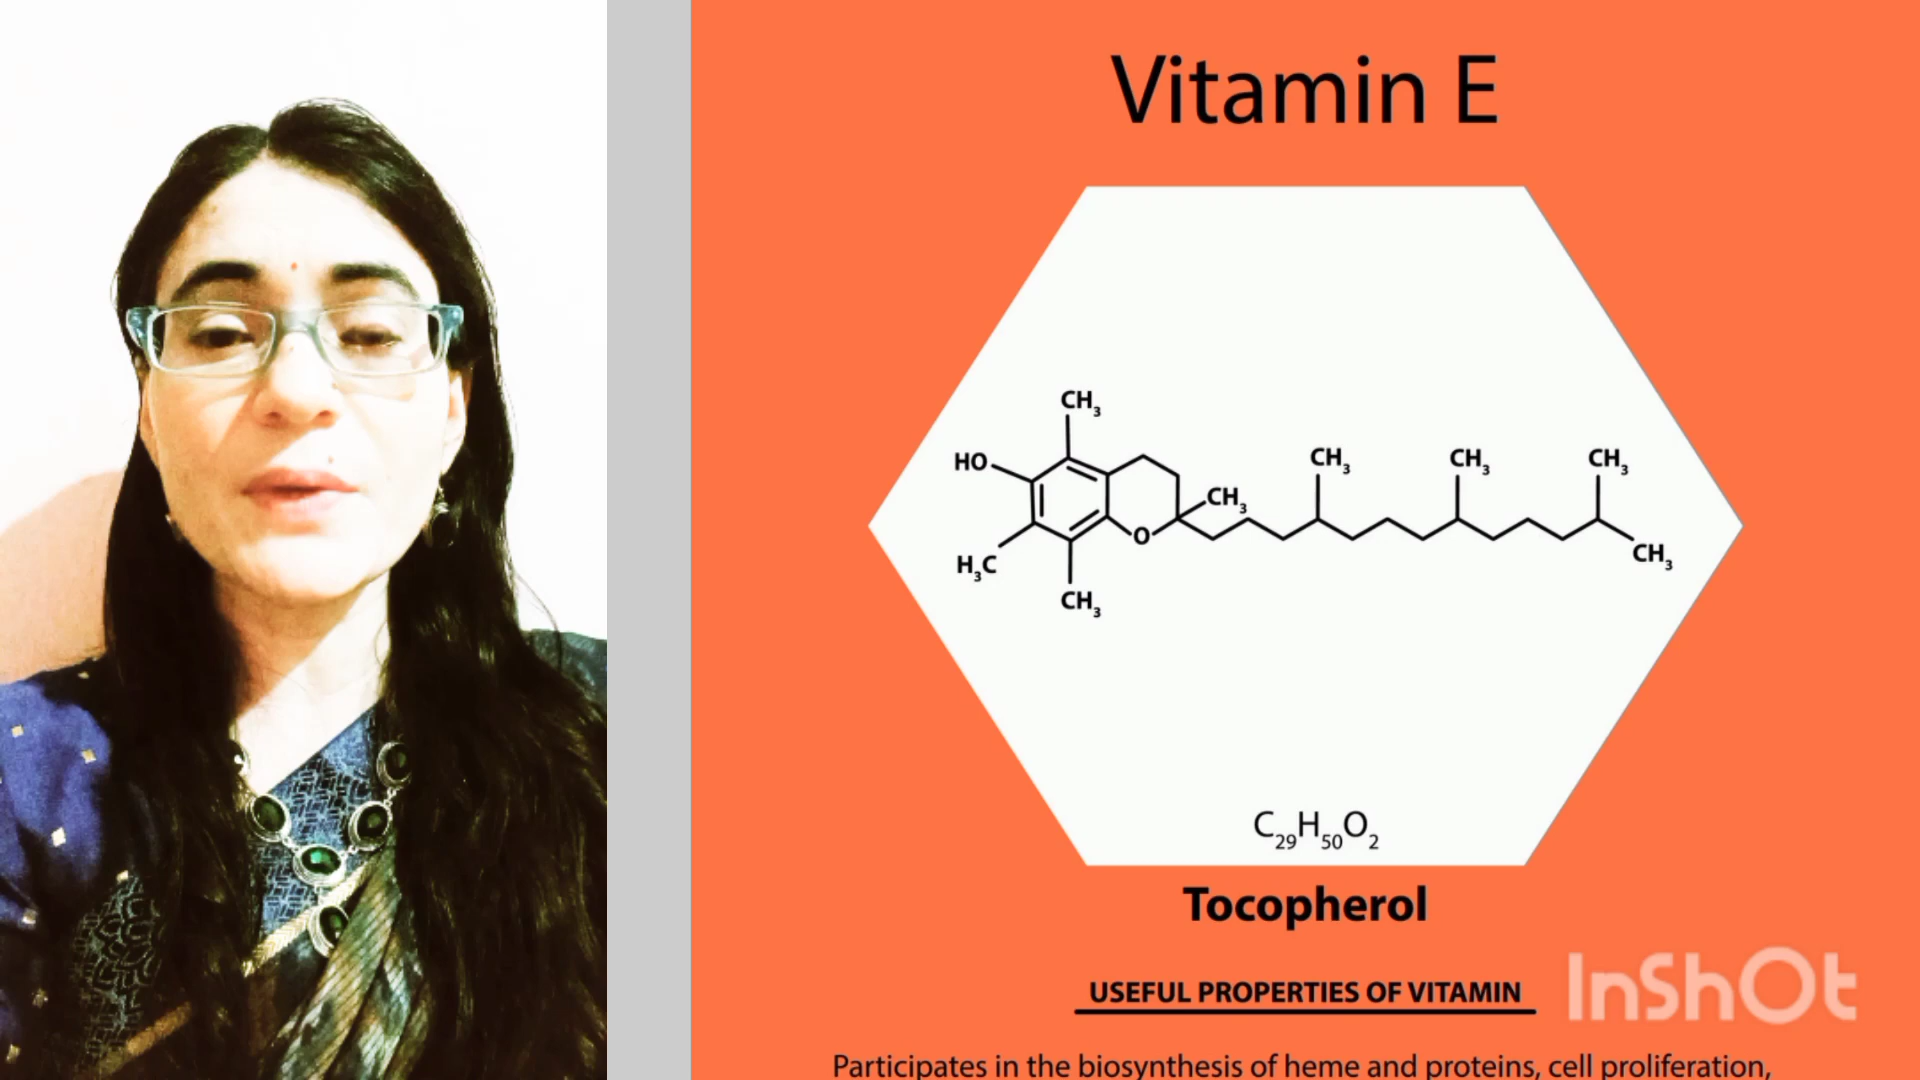 Vitamin E
CH3
HO
CH3
CH3
CH3
CH3
O
H3C
CH3
CH3
C29H50O2
Tocopherol
USEFUL PROPERTIES OF VITAMIN
InShOt
Participates in the biosynthesis of heme and proteins, cell proliferation,